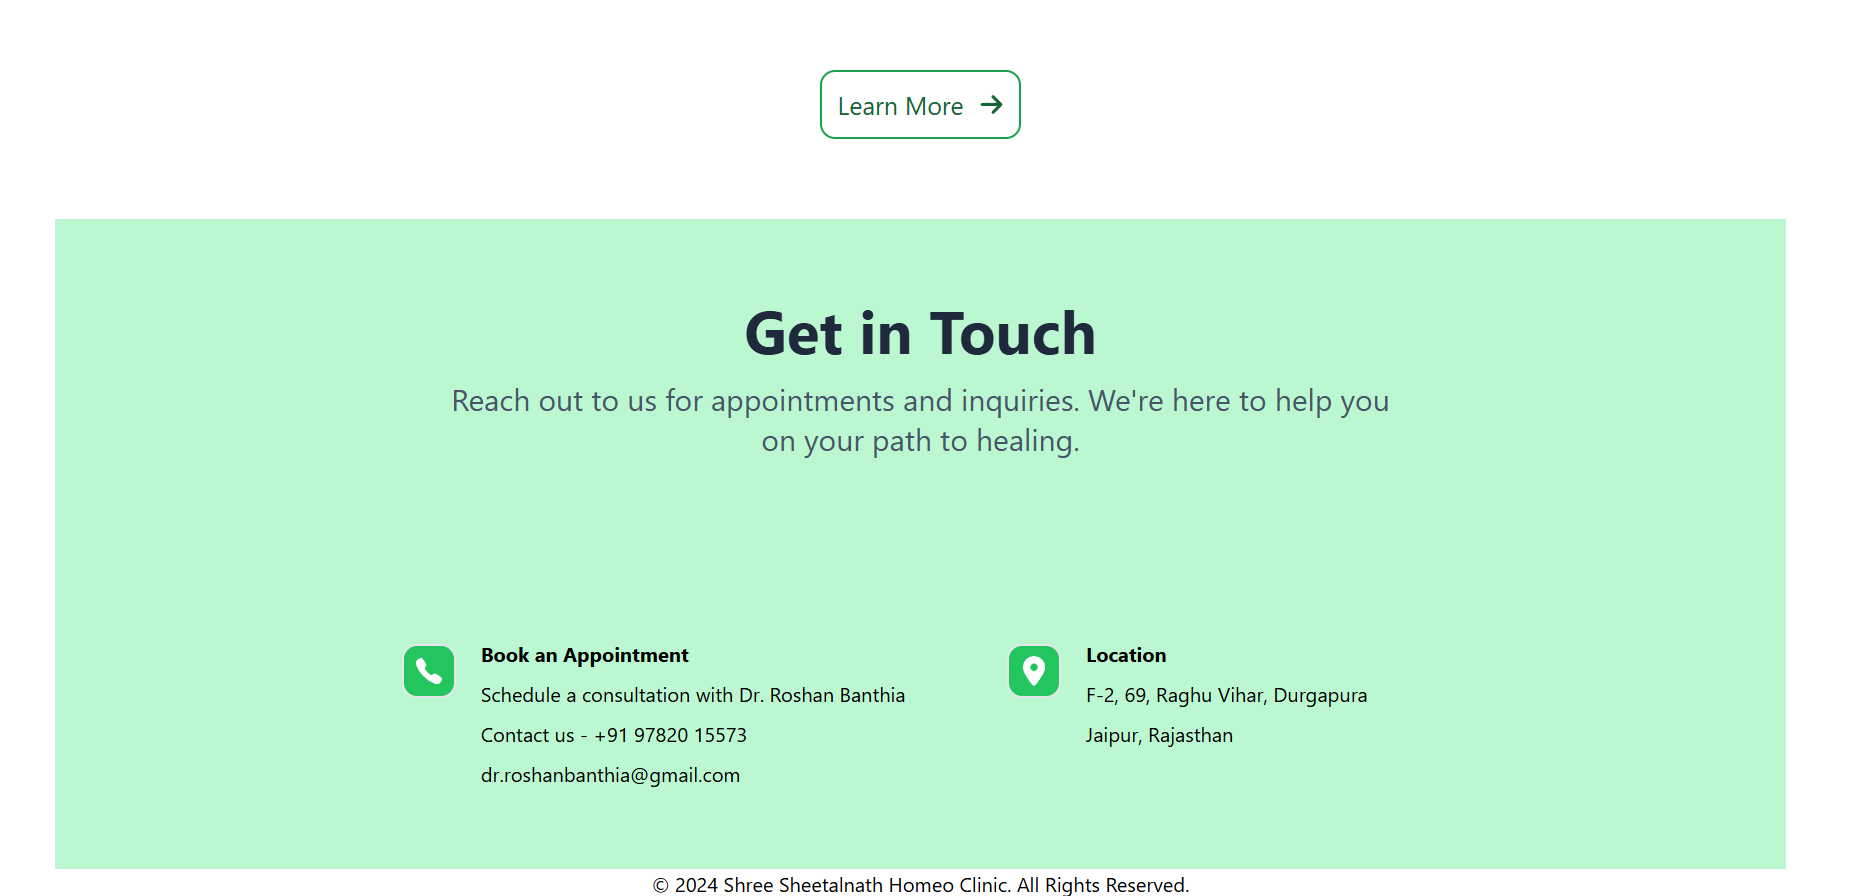 Learn More
Get in Touch
Reach out to us for appointments and inquiries. We're here to help you
on your path to healing.
Book an Appointment
Schedule a consultation with Dr. Roshan Banthia
Contact us - +91 97820 15573
dr.roshanbanthia@gmail.com
Location
F-2, 69, Raghu Vihar, Durgapura
Jaipur, Rajasthan
© 2024 Shree Sheetalnath Homeo Clinic. All Rights Reserved.